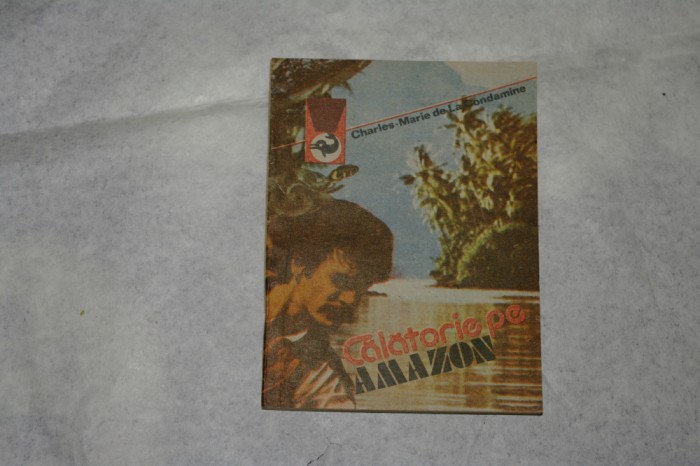 Charles-Marie de La Condamine
Călătorie pe
AMAZON